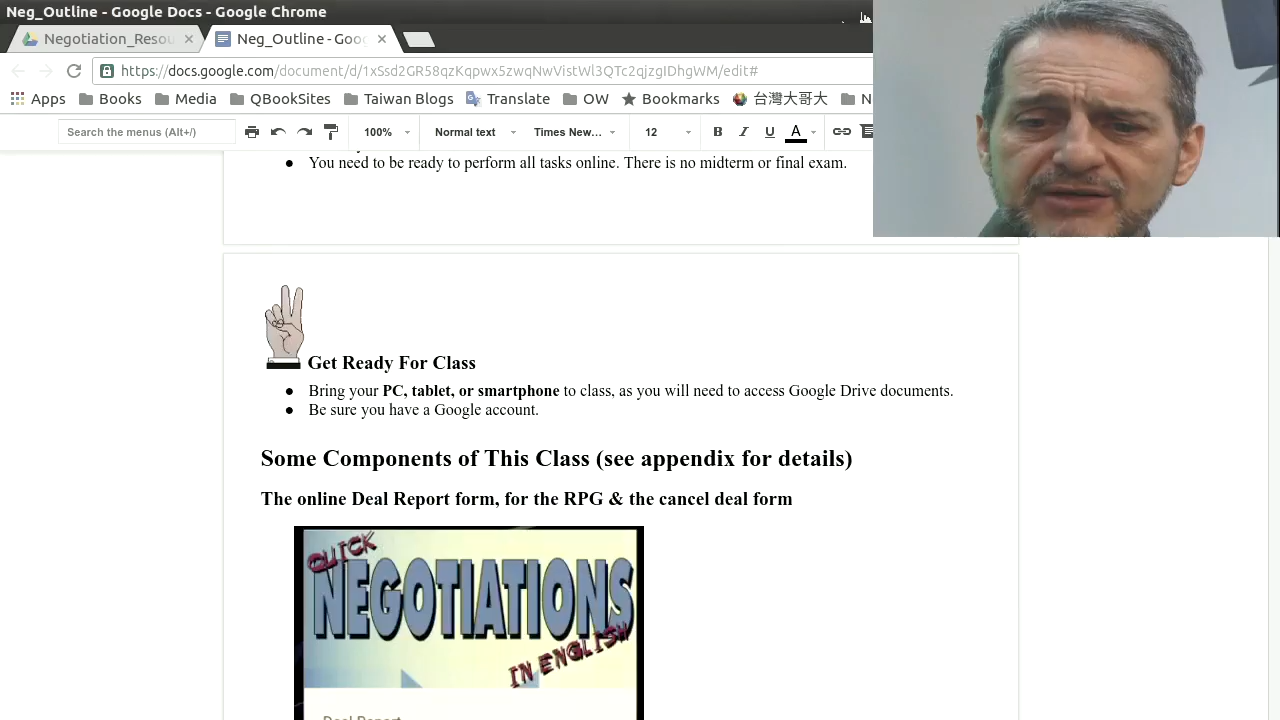 Neg_Outline - Google Docs - Google Chrome
Negotiation_Resou
Neg_Outline - Goo
https://docs.google.com/document/d/1xSsd2GR58qzKqpwx5zwqNwVistWl3QTc2qjzgIDhgWM/edit#
Apps Books Media QBookSites Taiwan Blogs Translate OW Bookmarks 台灣大哥大 N
Search the menus (Alt+/) 100% Normal text Times New... 12 B I U A
You need to be ready to perform all tasks online. There is no midterm or final exam.
Get Ready For Class
Bring your PC, tablet, or smartphone to class, as you will need to access Google Drive documents.
Be sure you have a Google account.
Some Components of This Class (see appendix for details)
The online Deal Report form, for the RPG & the cancel deal form
QUICK
NEGOTIATIONS
IN ENGLISH
Deal Report